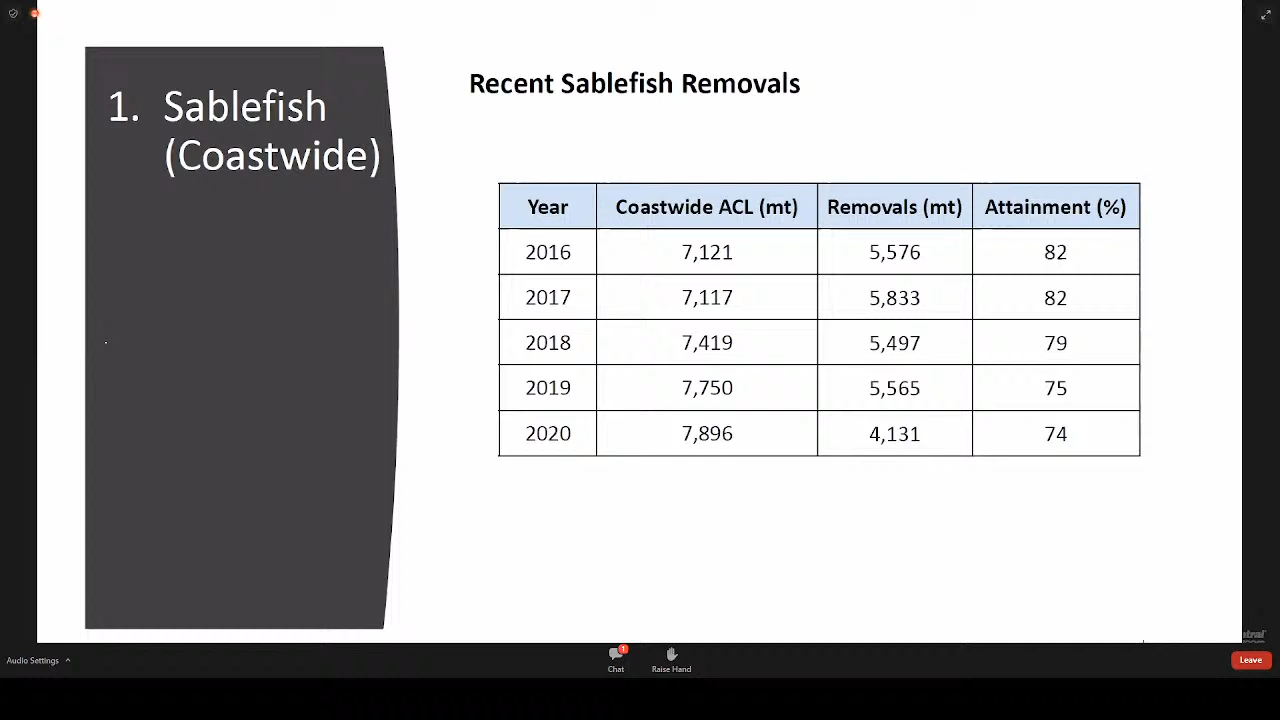 1. Sablefish
(Coastwide)
Recent Sablefish Removals
Year Coastwide ACL (mt) Removals (mt) Attainment (%)
2016 7,121 5,576 82
2017 7,117 5,833 82
2018 7,419 5,497 79
2019 7,750 5,565 75
2020 7,896 4,131 74
Audio Settings
1
Chat
Raise Hand
Leave